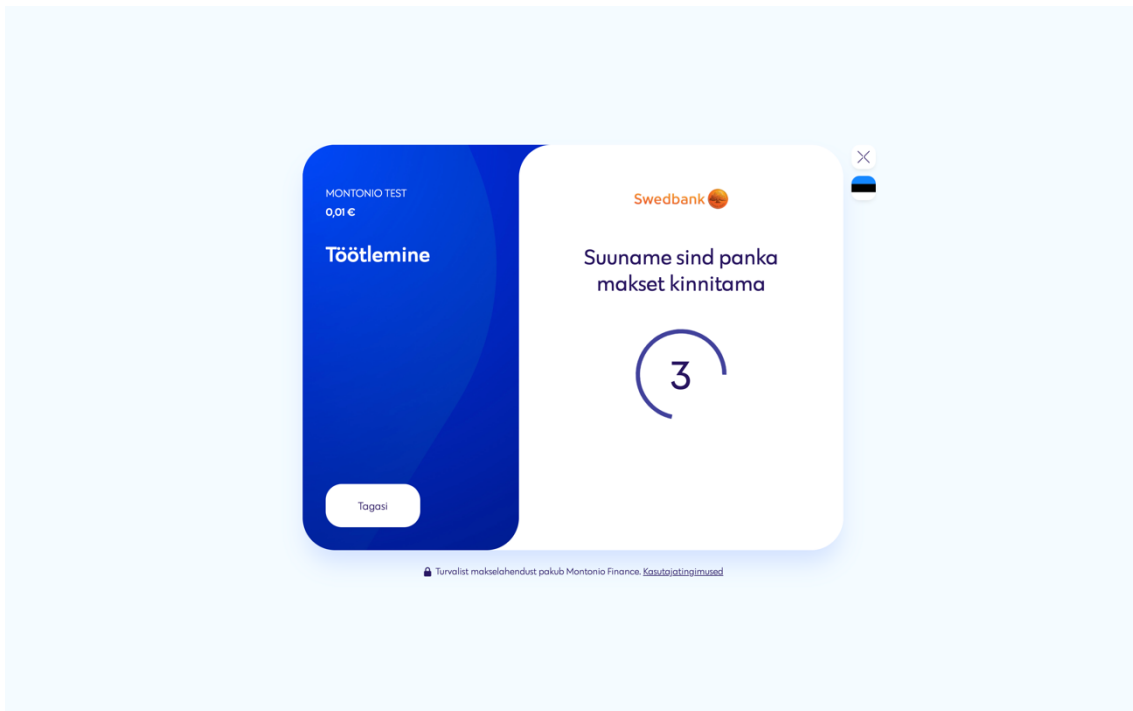 MONTONIO TEST
0,01 €
Töötlemine
Tagasi
Swedbank
Suuname sind panka
makset kinnitama
3
Turvalist makselahendust pakub Montonio Finance. Kasutajatingimused